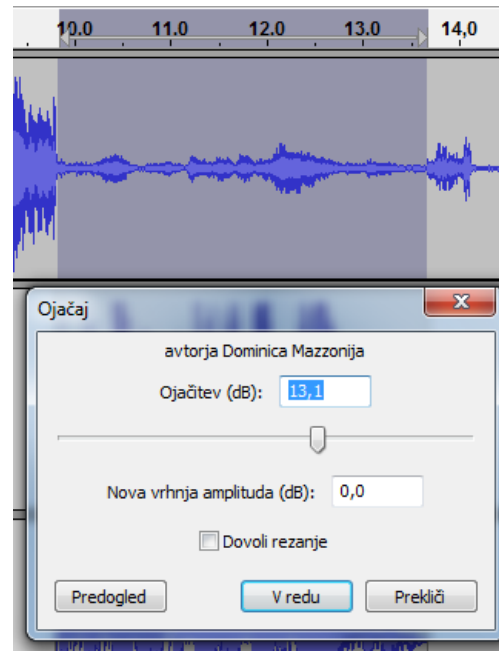 10.0 11.0 12.0 13.0 14,0
Ojačaj
avtorja Dominica Mazzonija
Ojačitev (dB): 13,1
Nova vrhnja amplituda (dB): 0,0
Dovoli rezanje
Predogled V redu Prekliči